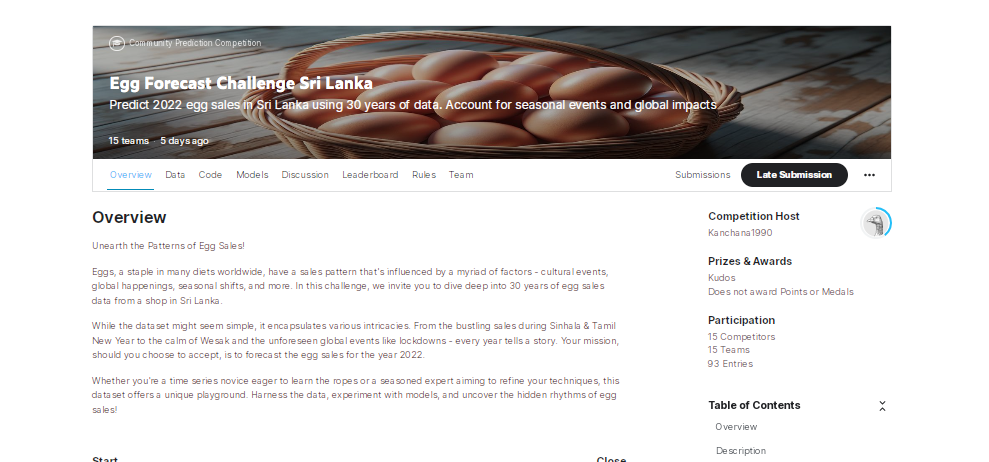 Community Prediction Competition
Egg Forecast Challenge Sri Lanka
Predict 2022 egg sales in Sri Lanka using 30 years of data. Account for seasonal events and global impacts
15 teams 5 days ago
Overview Data Code Models Discussion Leaderboard Rules Team Submissions Late Submission
Overview
Unearth the Patterns of Egg Sales!
Eggs, a staple in many diets worldwide, have a sales pattern that's influenced by a myriad of factors - cultural events,
global happenings, seasonal shifts, and more. In this challenge, we invite you to dive deep into 30 years of egg sales
data from a shop in Sri Lanka.
While the dataset might seem simple, it encapsulates various intricacies. From the bustling sales during Sinhala & Tamil
New Year to the calm of Wesak and the unforeseen global events like lockdowns - every year tells a story. Your mission,
should you choose to accept, is to forecast the egg sales for the year 2022.
Whether you're a time series novice eager to learn the ropes or a seasoned expert aiming to refine your techniques, this
dataset offers a unique playground. Harness the data, experiment with models, and uncover the hidden rhythms of egg
sales!
Start Close
Competition Host
Kanchana1990
Prizes & Awards
Kudos
Does not award Points or Medals
Participation
15 Competitors
15 Teams
93 Entries
Table of Contents
Overview
Description